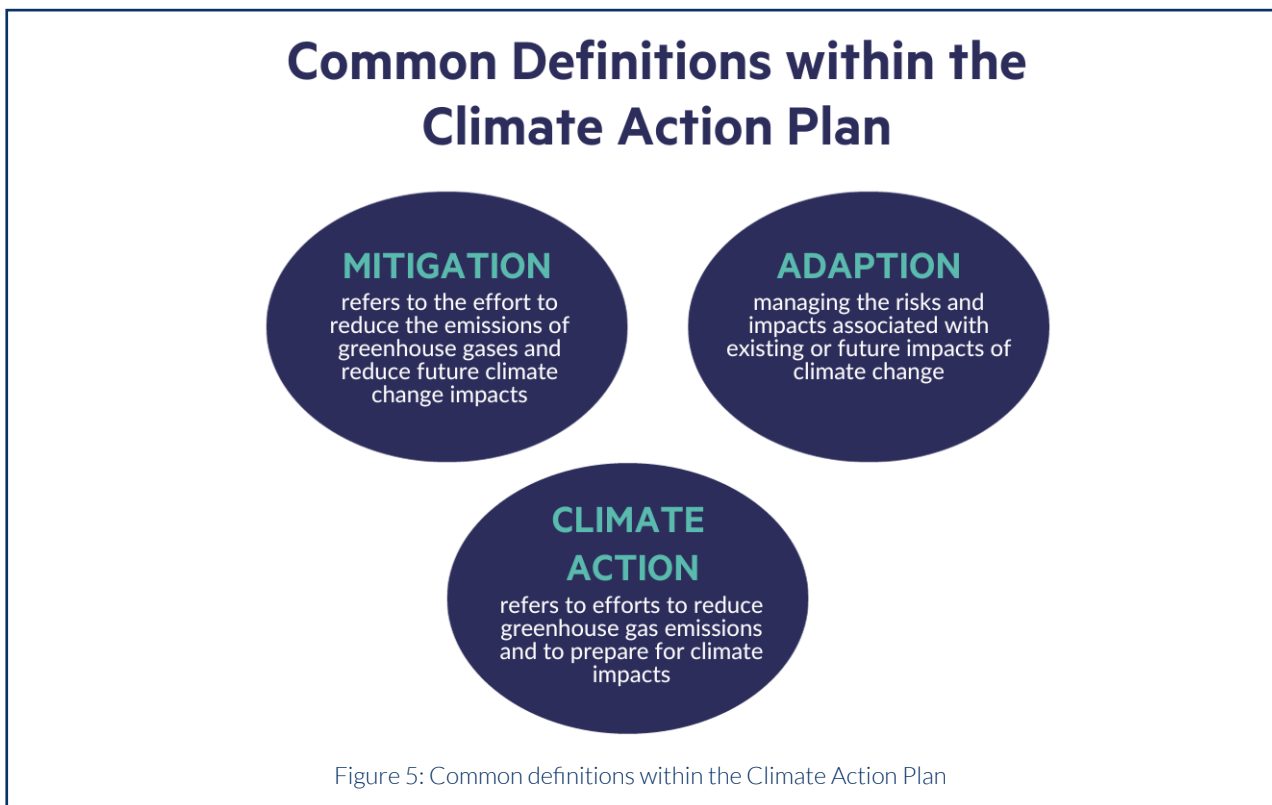 Common Definitions within the
Climate Action Plan
MITIGATION
refers to the effort to
reduce the emissions of
greenhouse gases and
reduce future climate
change impacts
ADAPTION
managing the risks and
impacts associated with
existing or future impacts of
climate change
CLIMATE
ACTION
refers to efforts to reduce
greenhouse gas emissions
and to prepare for climate
impacts
Figure 5: Common definitions within the Climate Action Plan